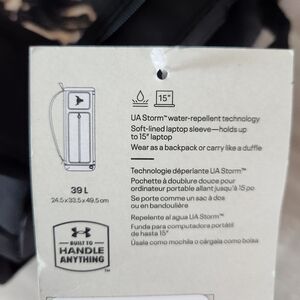 15"
UA Storm™ water-repellent technology
Soft-lined laptop sleeve—holds up
to 15" laptop
Wear as a backpack or carry like a duffle
Technologie déperlante UA Storm™
Pochette à doublure douce pour
ordinateur portable allant jusqu'à 15 po
Se porte comme un sac à dos
ou en bandoulière
Repelente al agua UA Storm™
Funda para computadora portátil
de hasta 15"
Úsala como mochila o cárgala como bolsa
39 L
24.5 x 33.5 x 49.5 cm
BUILT TO
HANDLE
ANYTHING
™